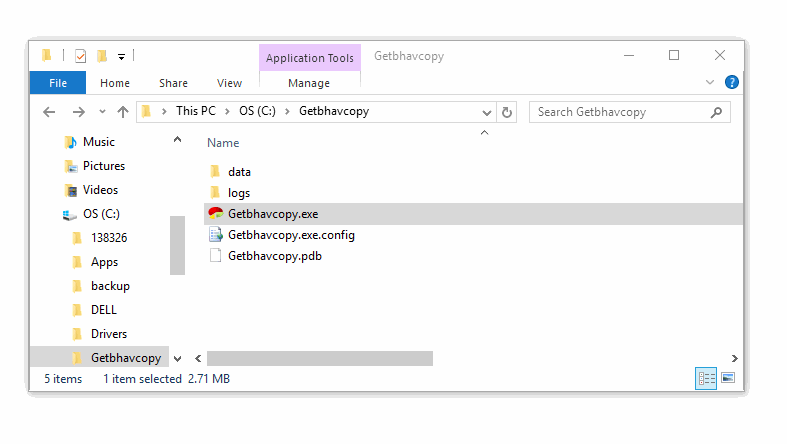 Application Tools Getbhavcopy
File Home Share View Manage
This PC OS (C:) Getbhavcopy Search Getbhavcopy
Music
Pictures
Videos
OS (C:)
138326
Apps
backup
DELL
Drivers
Getbhavcopy
Name
data
logs
Getbhavcopy.exe
Getbhavcopy.exe.config
Getbhavcopy.pdb
5 items 1 item selected 2.71 MB